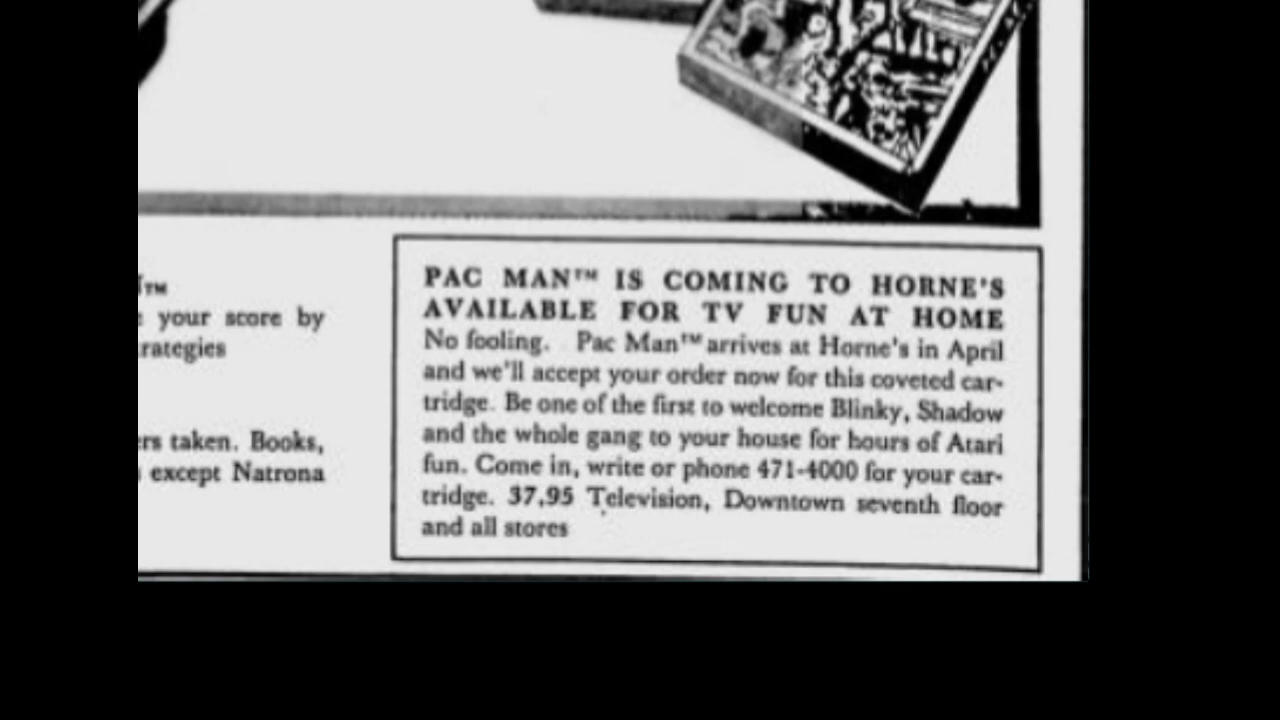 TM
your score by
rategies
ers taken. Books,
except Natrona
PAC MAN™ IS COMING TO HORNE'S
AVAILABLE FOR TV FUN AT HOME
No fooling. Pac Man™ arrives at Horne's in April
and we'll accept your order now for this coveted car-
tridge. Be one of the first to welcome Blinky, Shadow
and the whole gang to your house for hours of Atari
fun. Come in, write or phone 471-4000 for your car-
tridge. 37.95 Television, Downtown seventh floor
and all stores